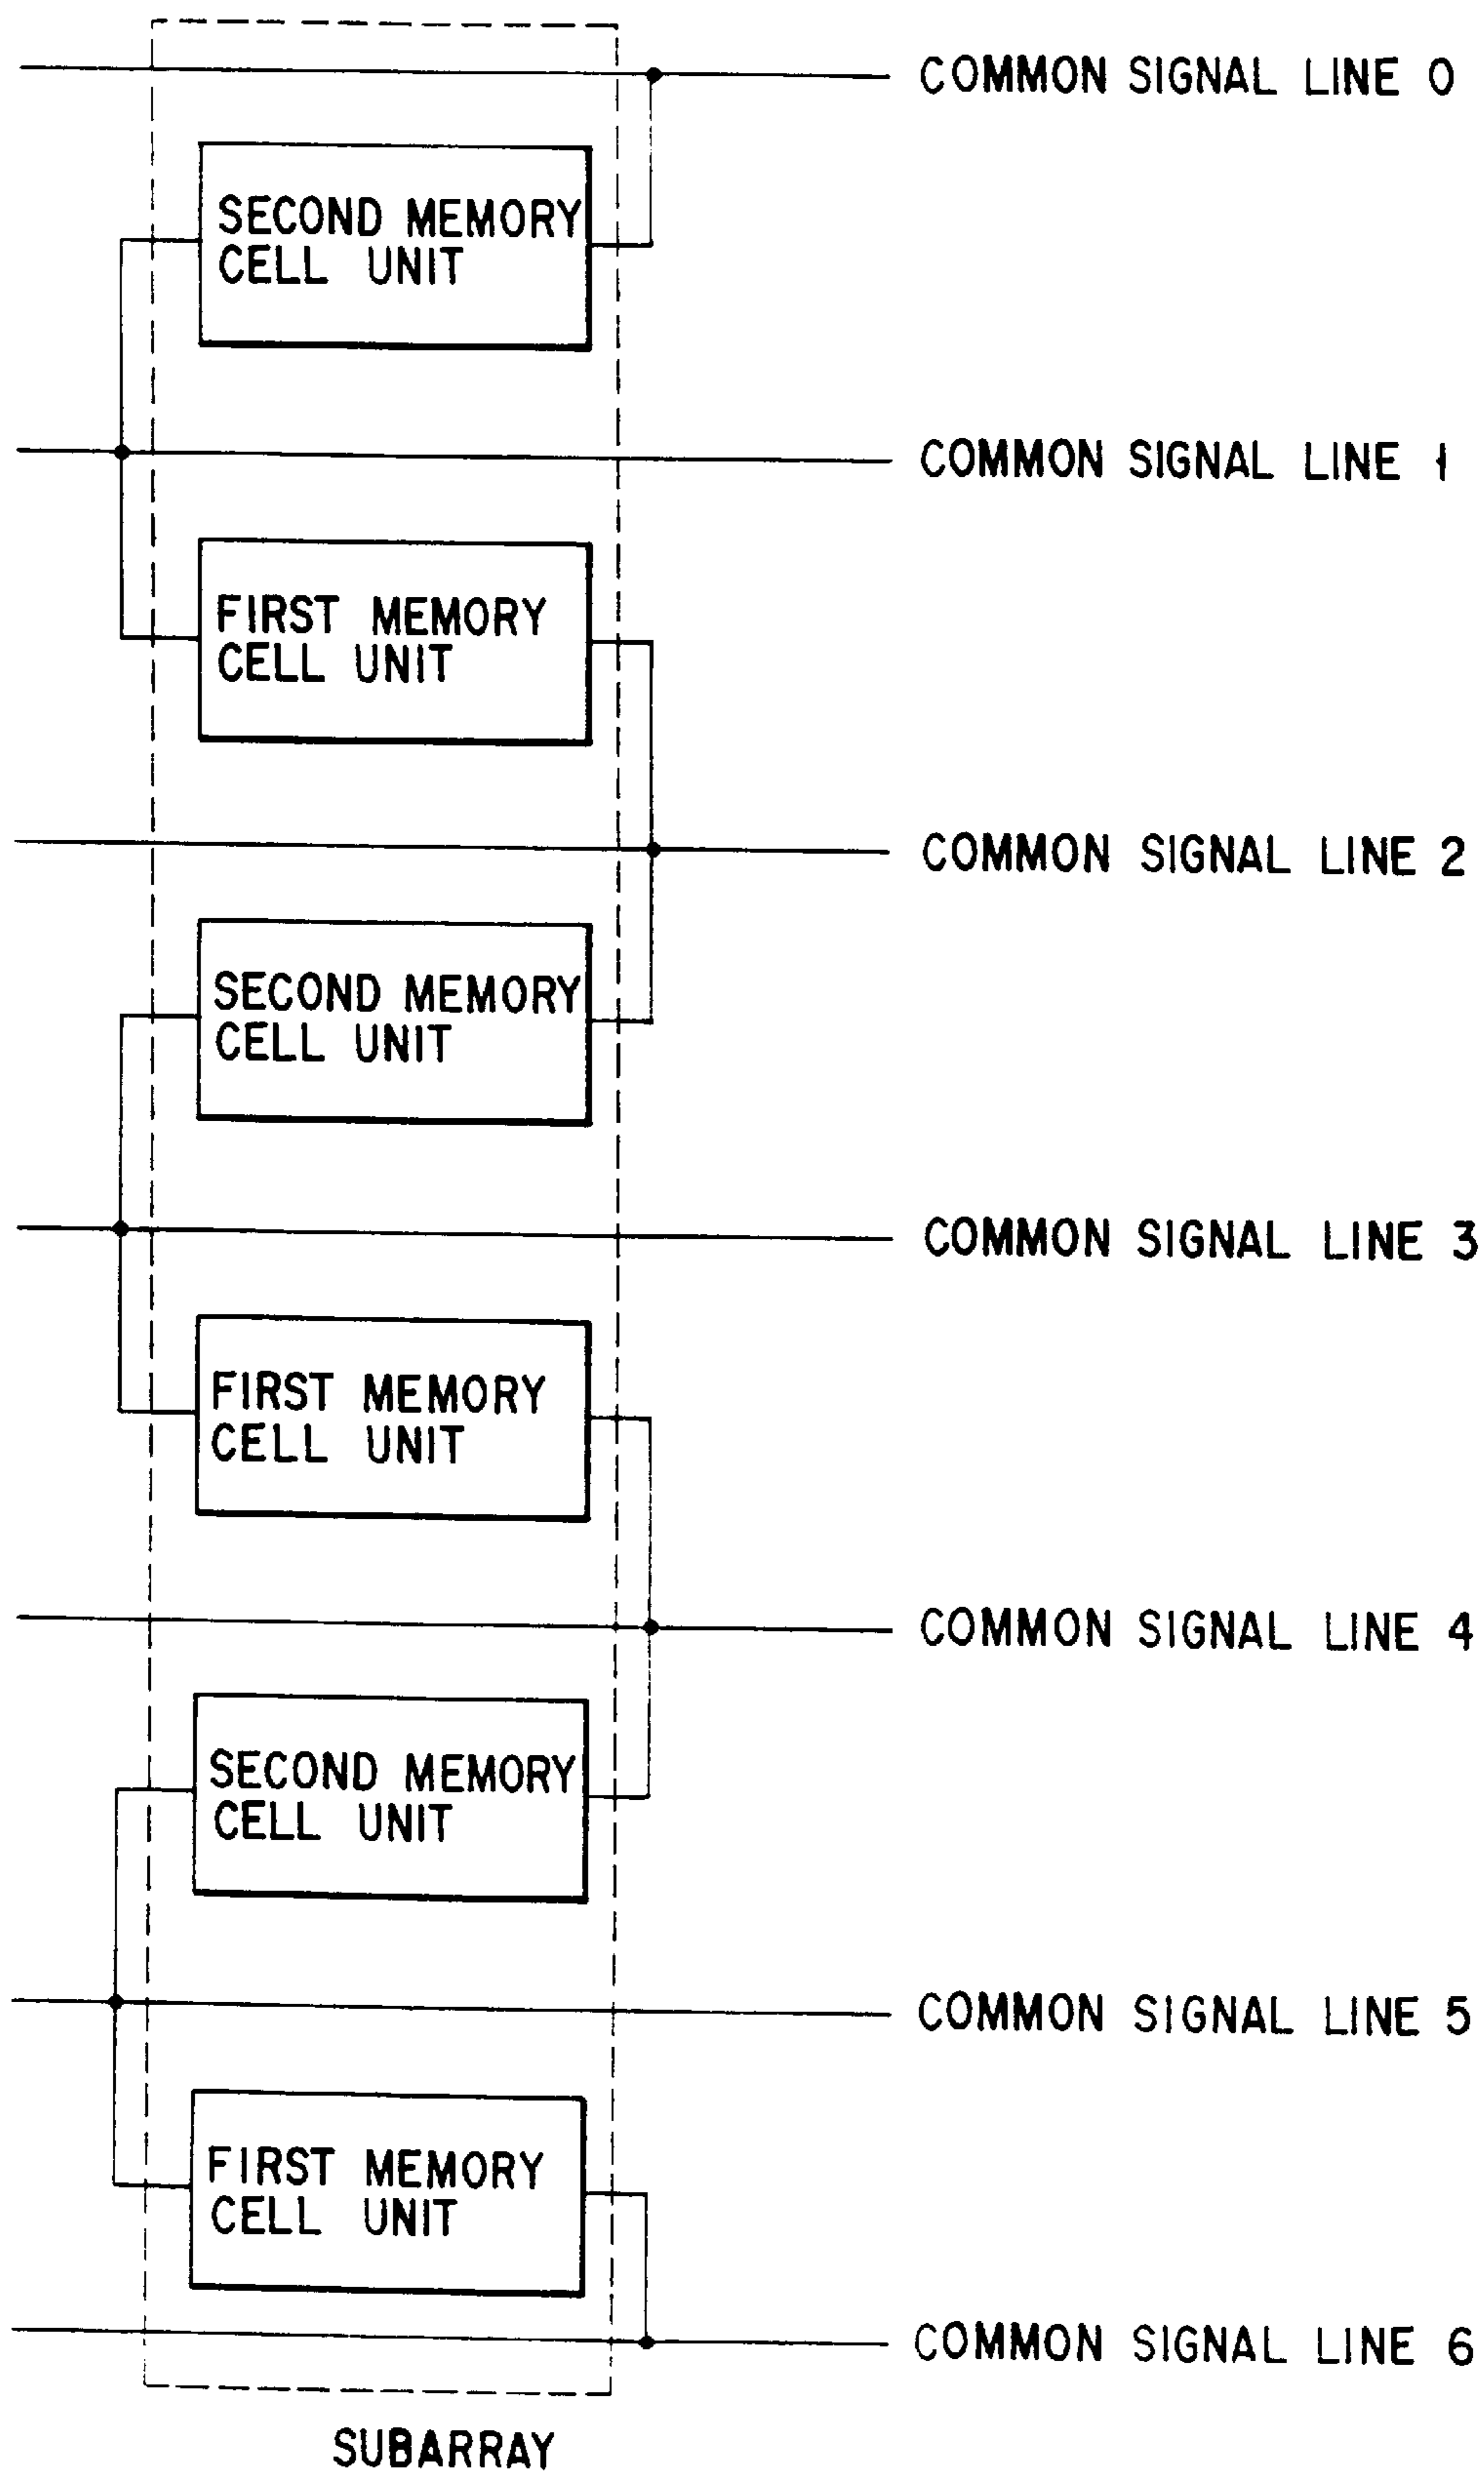 COMMON SIGNAL LINE 0
SECOND MEMORY
CELL UNIT
COMMON SIGNAL LINE 1
FIRST MEMORY
CELL UNIT
COMMON SIGNAL LINE 2
SECOND MEMORY
CELL UNIT
COMMON SIGNAL LINE 3
FIRST MEMORY
CELL UNIT
COMMON SIGNAL LINE 4
SECOND MEMORY
CELL UNIT
COMMON SIGNAL LINE 5
FIRST MEMORY
CELL UNIT
COMMON SIGNAL LINE 6
SUBARRAY